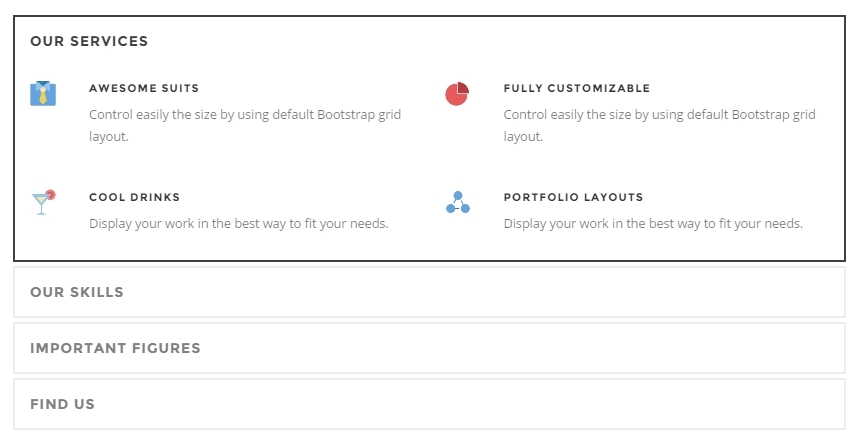 OUR SERVICES
AWESOME SUITS
Control easily the size by using default Bootstrap grid
layout.
FULLY CUSTOMIZABLE
Control easily the size by using default Bootstrap grid
layout.
COOL DRINKS
Display your work in the best way to fit your needs.
PORTFOLIO LAYOUTS
Display your work in the best way to fit your needs.
OUR SKILLS
IMPORTANT FIGURES
FIND US